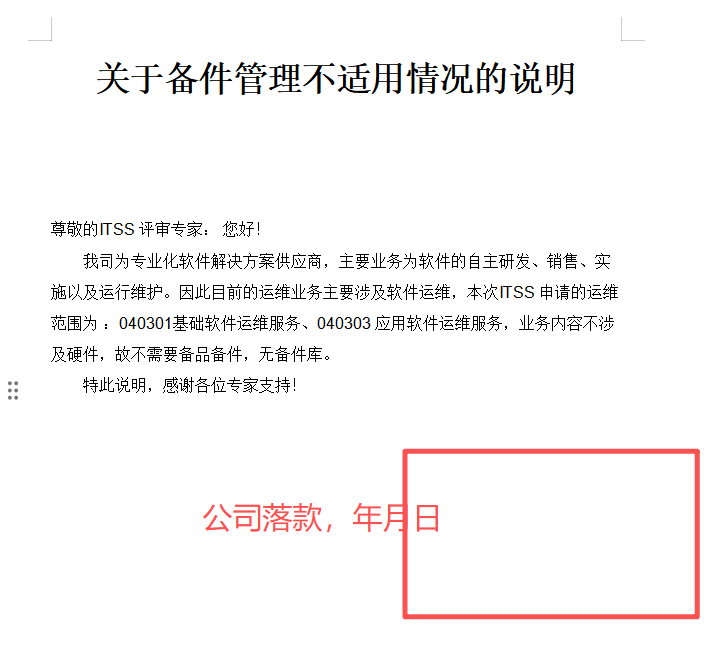 关于备件管理不适用情况的说明
尊敬的ITSS 评审专家： 您好！
我司为专业化软件解决方案供应商，主要业务为软件的自主研发、销售、实
施以及运行维护。因此目前的运维业务主要涉及软件运维，本次ITSS 申请的运维
范围为 ：040301基础软件运维服务、040303 应用软件运维服务，业务内容不涉
及硬件，故不需要备品备件，无备件库。
特此说明，感谢各位专家支持！
公司落款，年月日